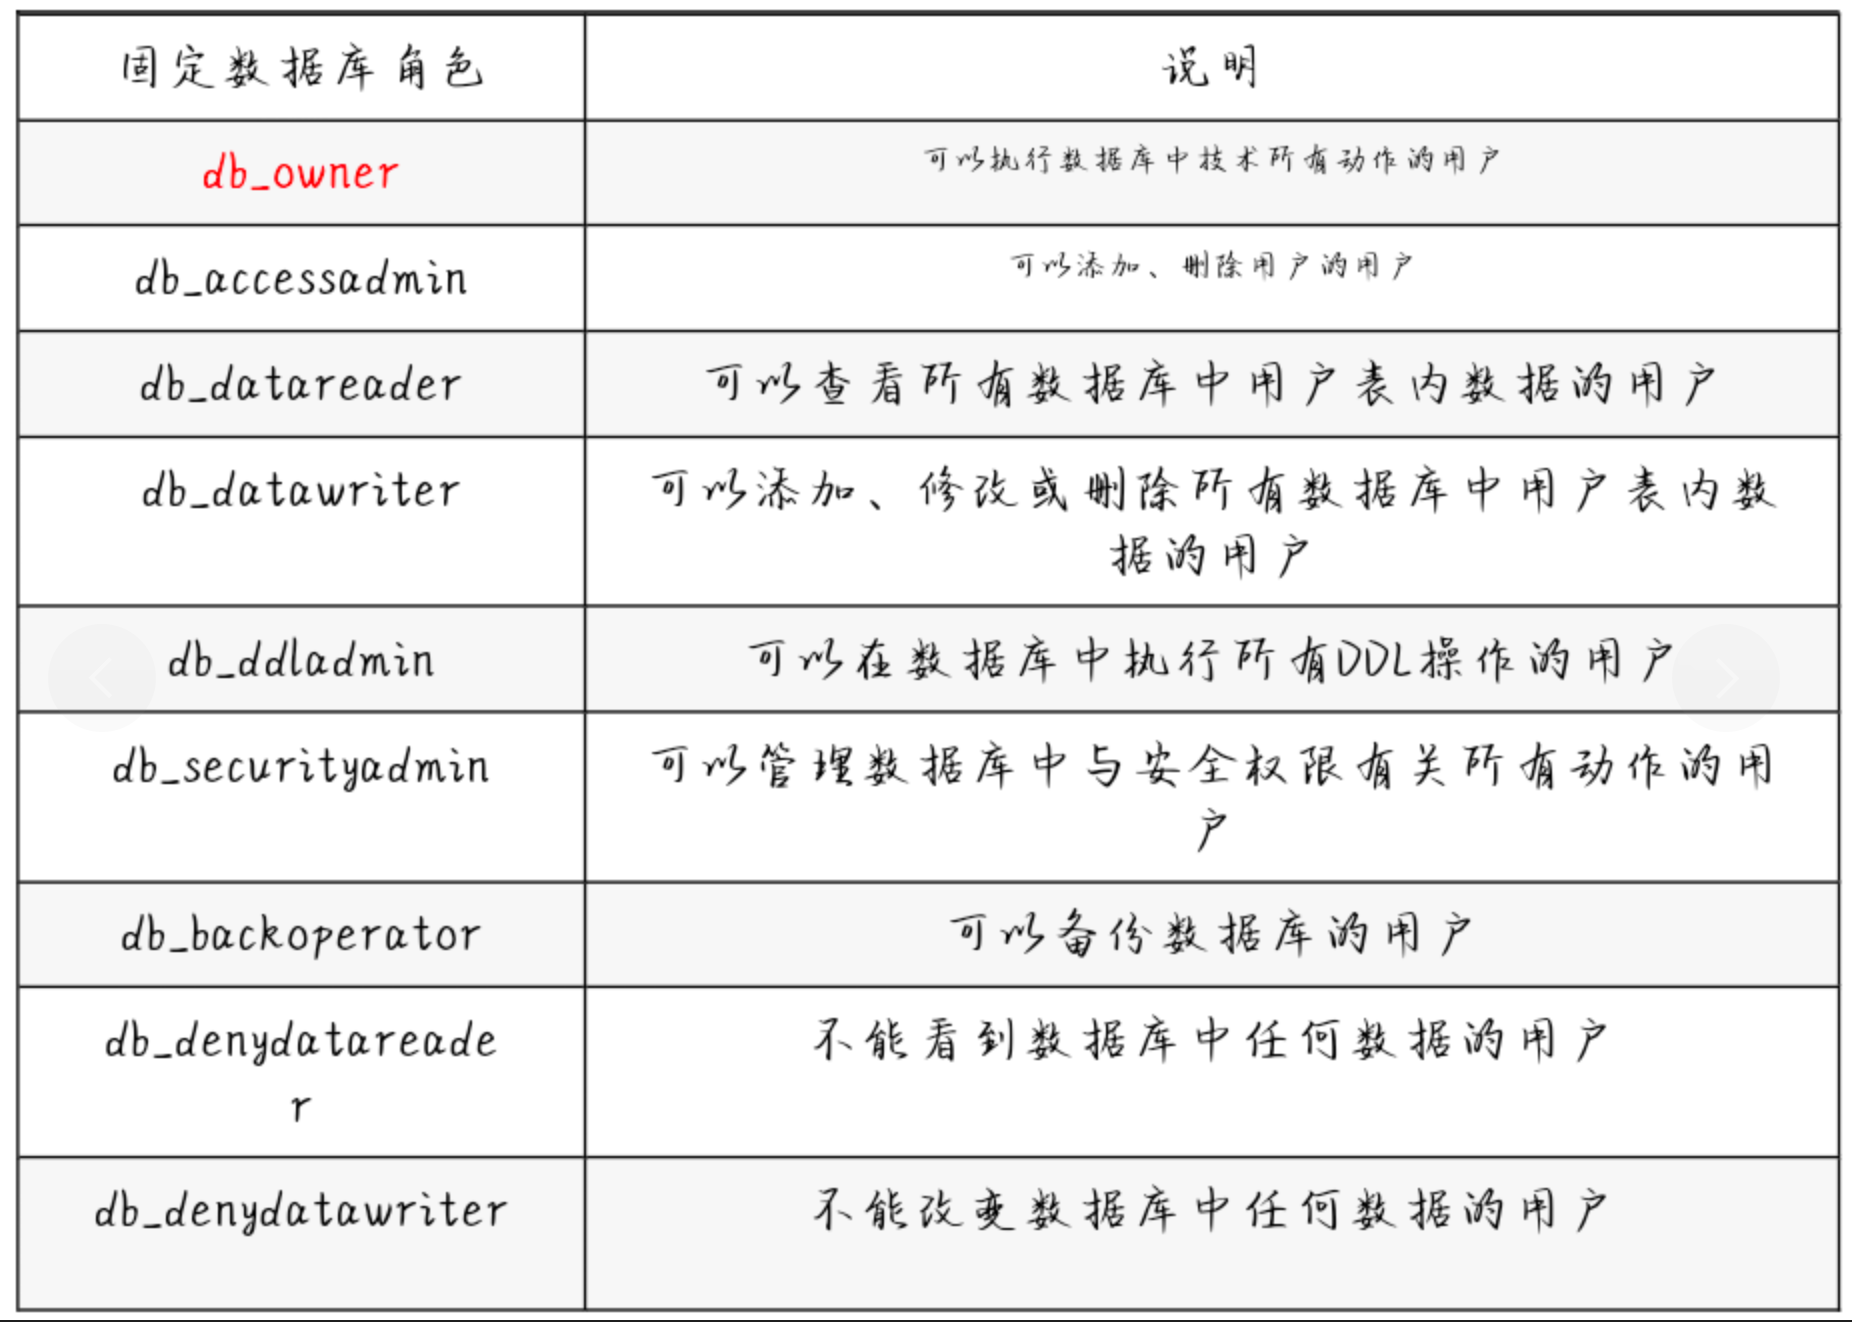 固定数据库角色
说明
db_owner
可以执行数据库中技术所有动作的用户
db_accessadmin
可以添加、删除用户的用户
db_datareader
可以查看所有数据库中用户表内数据的用户
db_datawriter
可以添加、修改或删除所有数据库中用户表内数
据的用户
db_ddladmin
可以在数据库中执行所有DDL操作的用户
db_securityadmin
可以管理数据库中与安全权限有关所有动作的用
户
db_backoperator
可以备份数据库的用户
db_denydatareade
r
不能看到数据库中任何数据的用户
db_denydatawriter
不能改变数据库中任何数据的用户